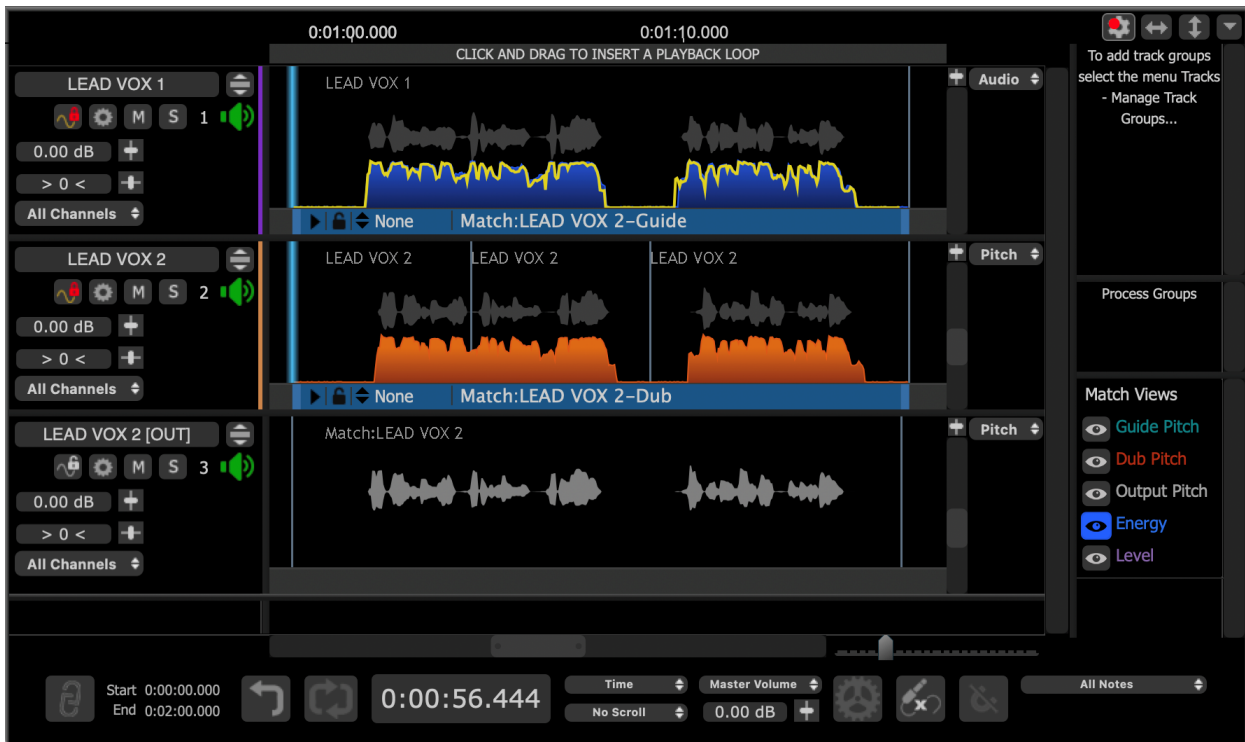 0:01:00.000 0:01:10.000
CLICK AND DRAG TO INSERT A PLAYBACK LOOP
To add track groups
select the menu Tracks
- Manage Track
Groups...
LEAD VOX 1
M S 1
0.00 dB
> 0 <
All Channels
LEAD VOX 1
None Match:LEAD VOX 2-Guide
Audio
LEAD VOX 2
M S 2
0.00 dB
> 0 <
All Channels
LEAD VOX 2 LEAD VOX 2 LEAD VOX 2
None Match:LEAD VOX 2-Dub
Pitch
Process Groups
LEAD VOX 2 [OUT]
M S 3
0.00 dB
> 0 <
All Channels
Match:LEAD VOX 2
Pitch
Match Views
Guide Pitch
Dub Pitch
Output Pitch
Energy
Level
Start 0:00:00.000
End 0:02:00.000
0:00:56.444
Time
No Scroll
Master Volume
0.00 dB
x
All Notes